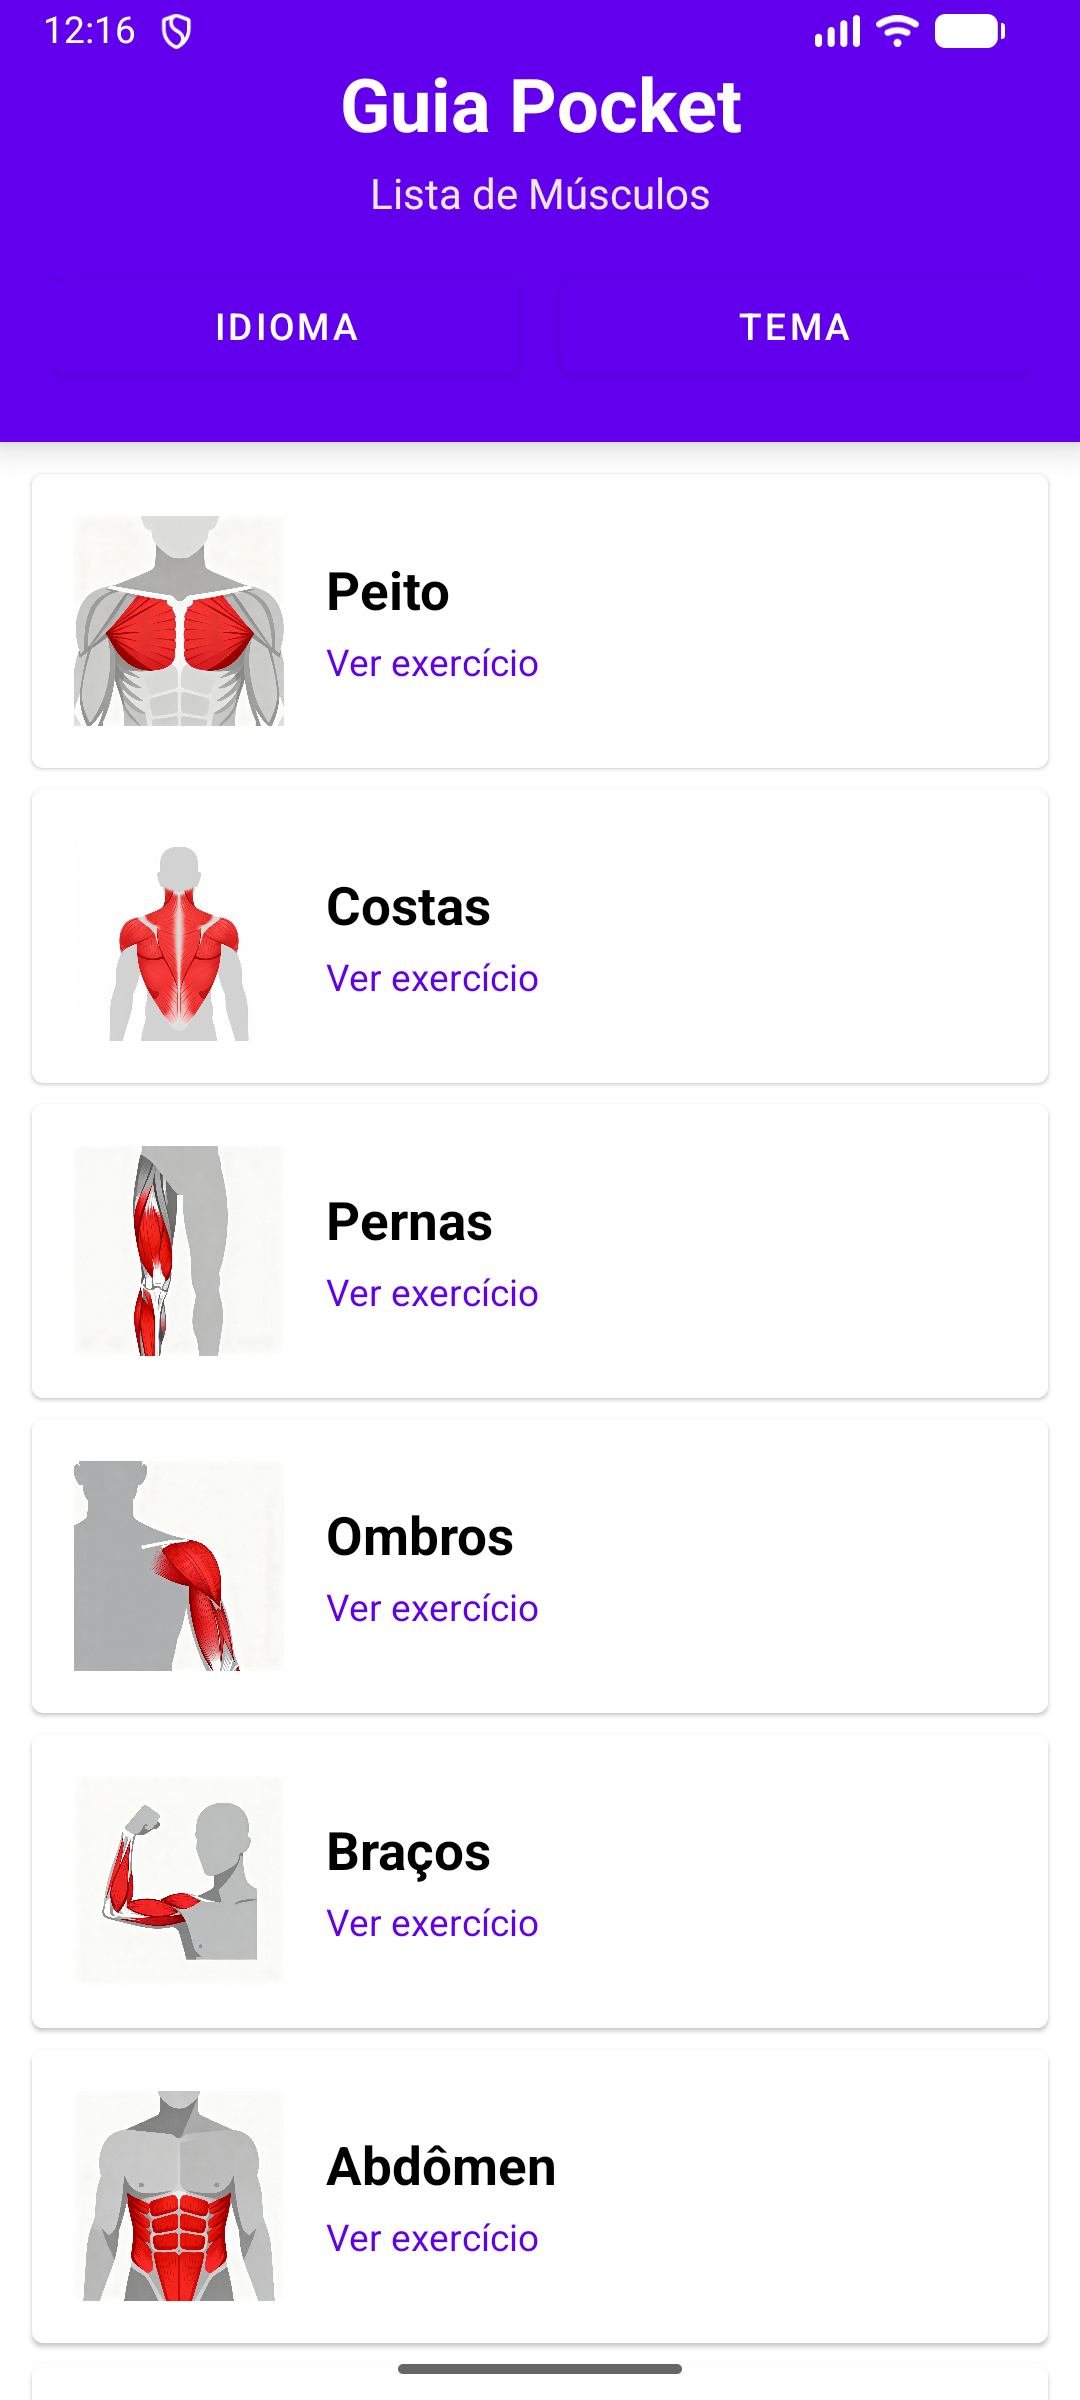 12:16
Guia Pocket
Lista de Músculos
IDIOMA
TEMA
Peito
Ver exercício
Costas
Ver exercício
Pernas
Ver exercício
Ombros
Ver exercício
Braços
Ver exercício
Abdômen
Ver exercício